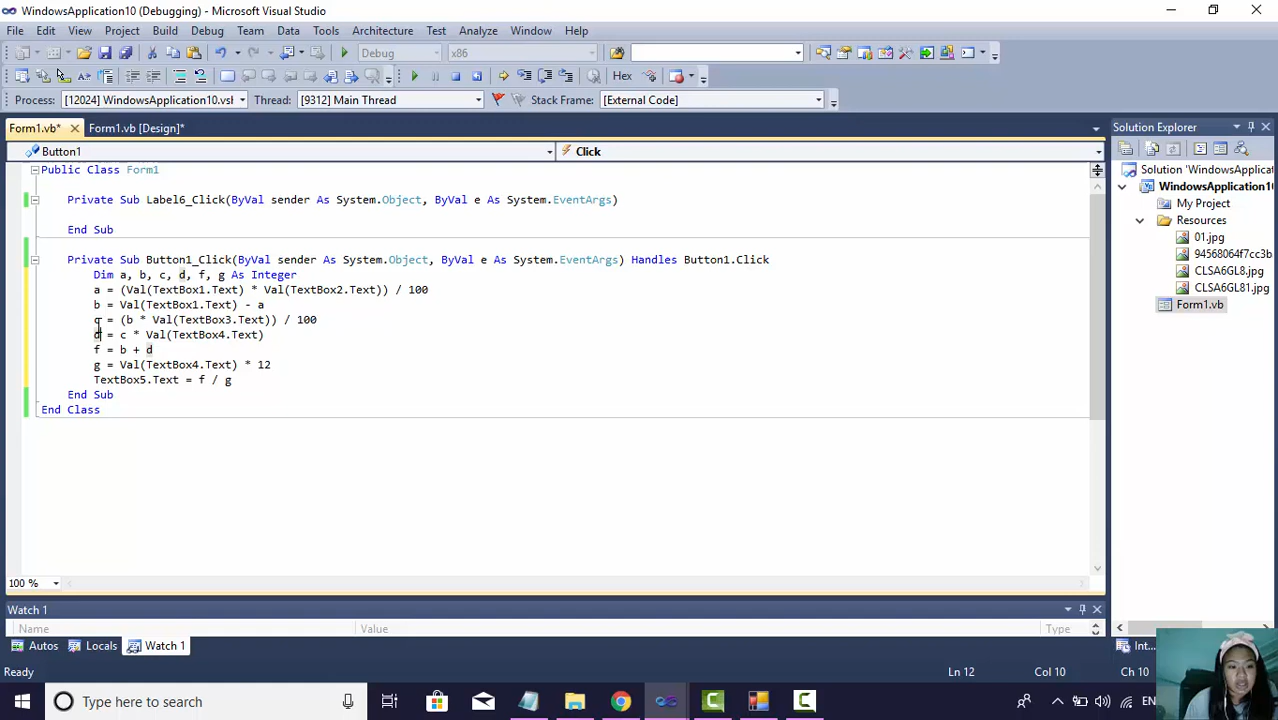 WindowsApplication10 (Debugging) - Microsoft Visual Studio
File Edit View Project Build Debug Team Data Tools Architecture Test Analyze Window Help
Debug x86
Hex
Process: [12024] WindowsApplication10.vsh Thread: [9312] Main Thread Stack Frame: [External Code]
Form1.vb* Form1.vb [Design]*
Button1 Click
Public Class Form1
Private Sub Label6_Click(ByVal sender As System.Object, ByVal e As System.EventArgs)
End Sub
Private Sub Button1_Click(ByVal sender As System.Object, ByVal e As System.EventArgs) Handles Button1.Click
Dim a, b, c, d, f, g As Integer
a = (Val(TextBox1.Text) * Val(TextBox2.Text)) / 100
b = Val(TextBox1.Text) - a
c = (b * Val(TextBox3.Text)) / 100
d = c * Val(TextBox4.Text)
f = b + d
g = Val(TextBox4.Text) * 12
TextBox5.Text = f / g
End Sub
End Class
100 %
Solution Explorer
Solution 'WindowsApplicat
WindowsApplication10
My Project
Resources
01.jpg
94568064f7cc3b
CLSA6GL8.jpg
CLSA6GL81.jpg
Form1.vb
Watch 1
Name Value Type
Autos Locals Watch 1
Int...
Ready Ln 12 Col 10 Ch 10
Type here to search
EN